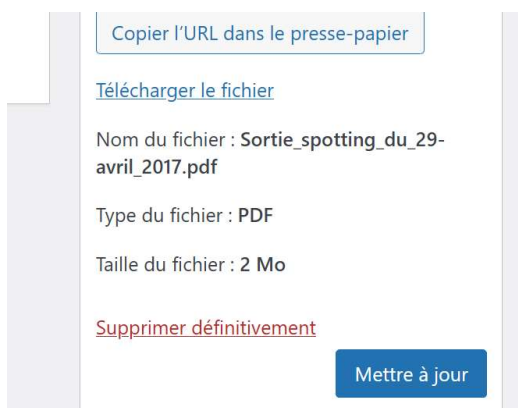 Copier l’URL dans le presse-papier
Télécharger le fichier
Nom du fichier : Sortie_spotting_du_29-
avril_2017.pdf
Type du fichier : PDF
Taille du fichier : 2 Mo
Supprimer définitivement
Mettre à jour